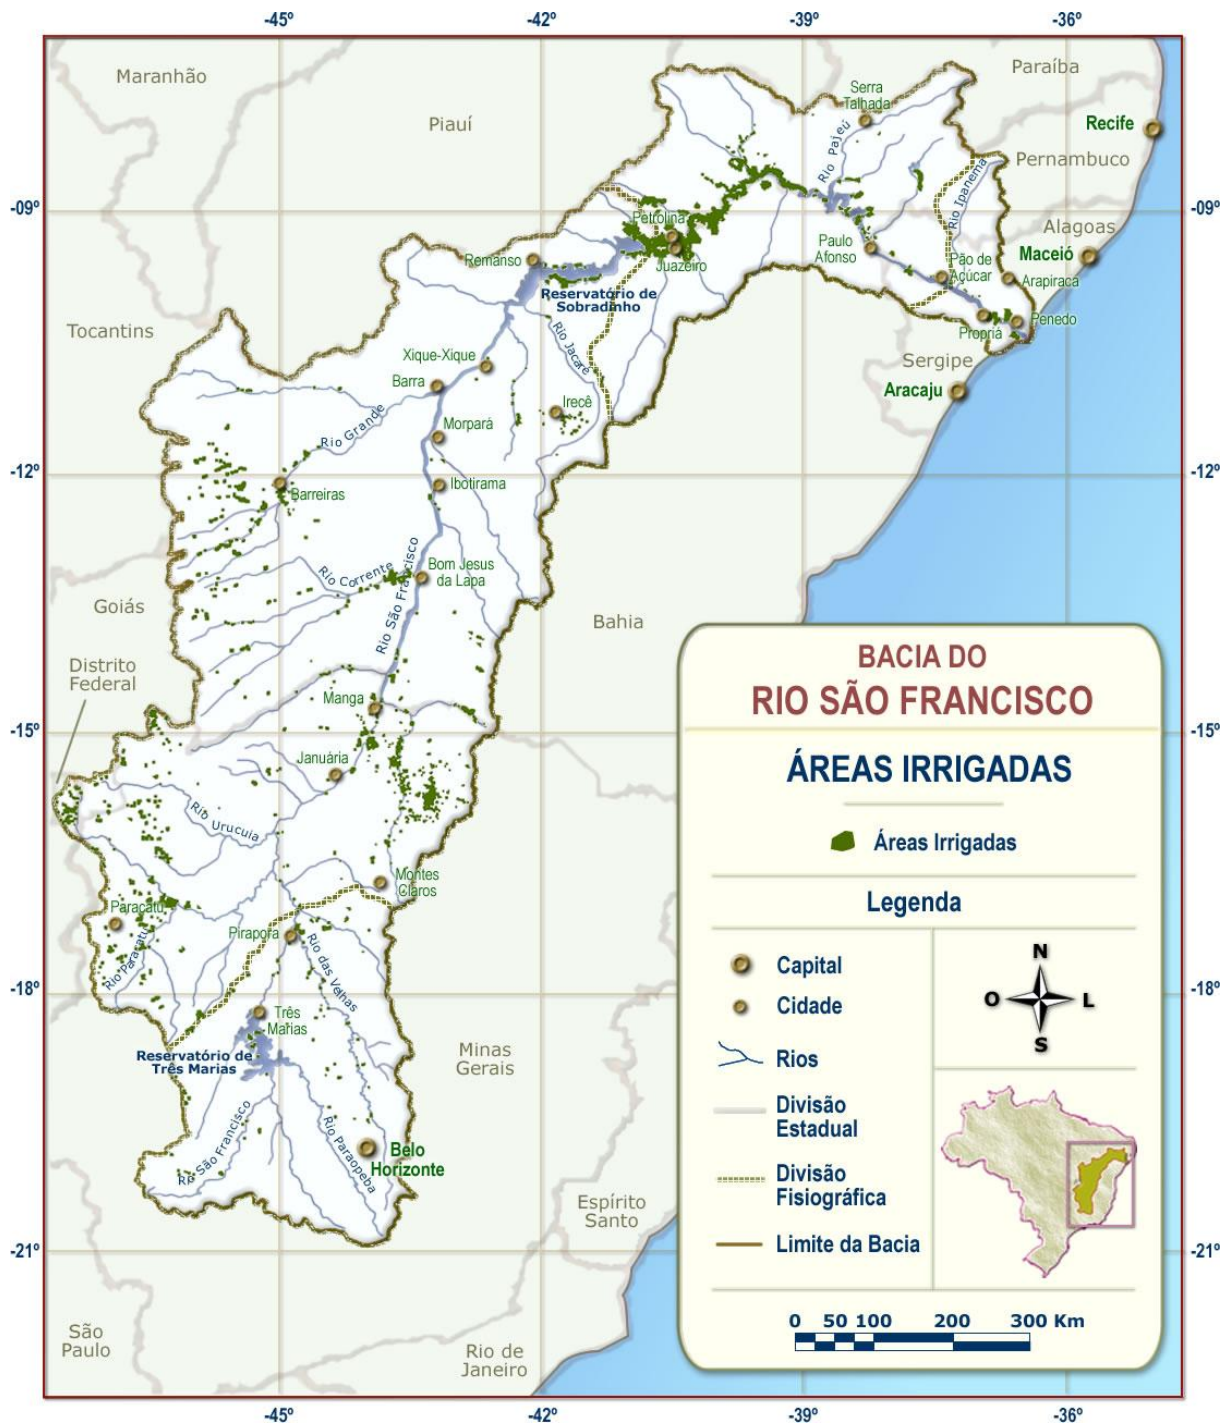 -45º
-42º
-39º
-36º
Maranhão
Piauí
Paraíba
Serra
Talhada
Recife
Rio Pajeú
Pernambuco
Rio Ipanema
-09º
-09º
Petrolina
Alagoas
Maceió
Remanso
Juazeiro
Paulo
Afonso
Pão de
Açúcar
Arapiraca
Reservatório de
Sobradinho
Propriá
Penedo
Tocantins
Rio Jacaré
Xique-Xique
Sergipe
Barra
Aracaju
Irecê
Rio Grande
Morpará
-12º
-12º
Barreiras
Ibotirama
Rio Corrente
Bom Jesus
da Lapa
Rio São Francisco
Goiás
Bahia
Distrito
Federal
Manga
-15º
-15º
Januária
Rio Urucuia
Montes
Claros
Paracatu
Pirapora
Rio Paracatu
Rio das Velhas
-18º
-18º
Três
Marias
Reservatório de
Três Marias
Minas
Gerais
Rio São Francisco
Rio Paraopeba
Belo
Horizonte
Espírito
Santo
-21º
-21º
São
Paulo
Rio de
Janeiro
BACIA DO
RIO SÃO FRANCISCO
ÁREAS IRRIGADAS
Áreas Irrigadas
Legenda
Capital
Cidade
Rios
Divisão
Estadual
Divisão
Fisiográfica
Limite da Bacia
N
O
L
S
0 50 100 200 300 Km
-45º
-42º
-39º
-36º